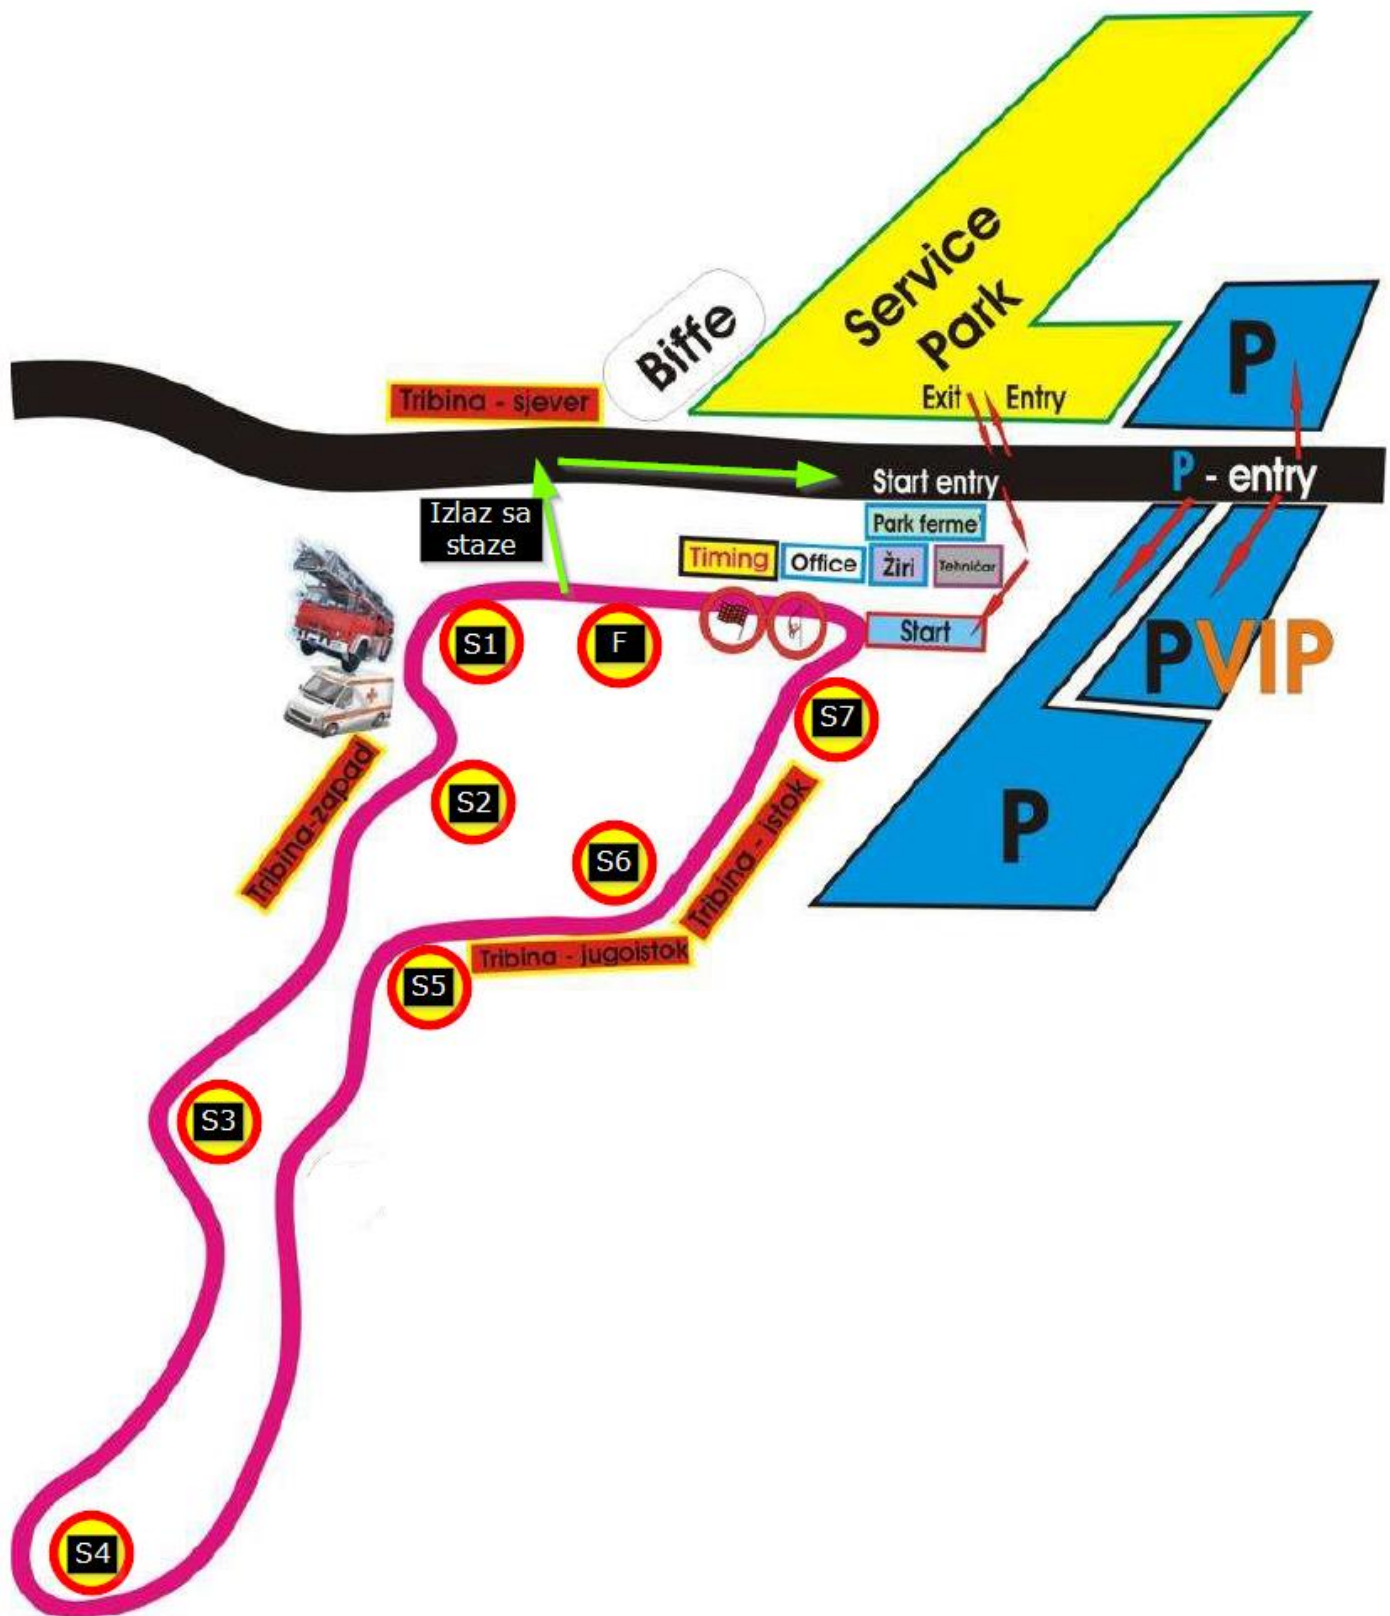 Service
Park
Biffe
P
Tribina - sjever
Exit
Entry
Start entry
P - entry
Izlaz sa
staze
Park ferme'
Timing
Office
Žiri
Tehničar
S1
F
Start
PVIP
S7
Tribina-zapad
S2
P
S6
Tribina - istok
Tribina - jugoistok
S5
S3
S4